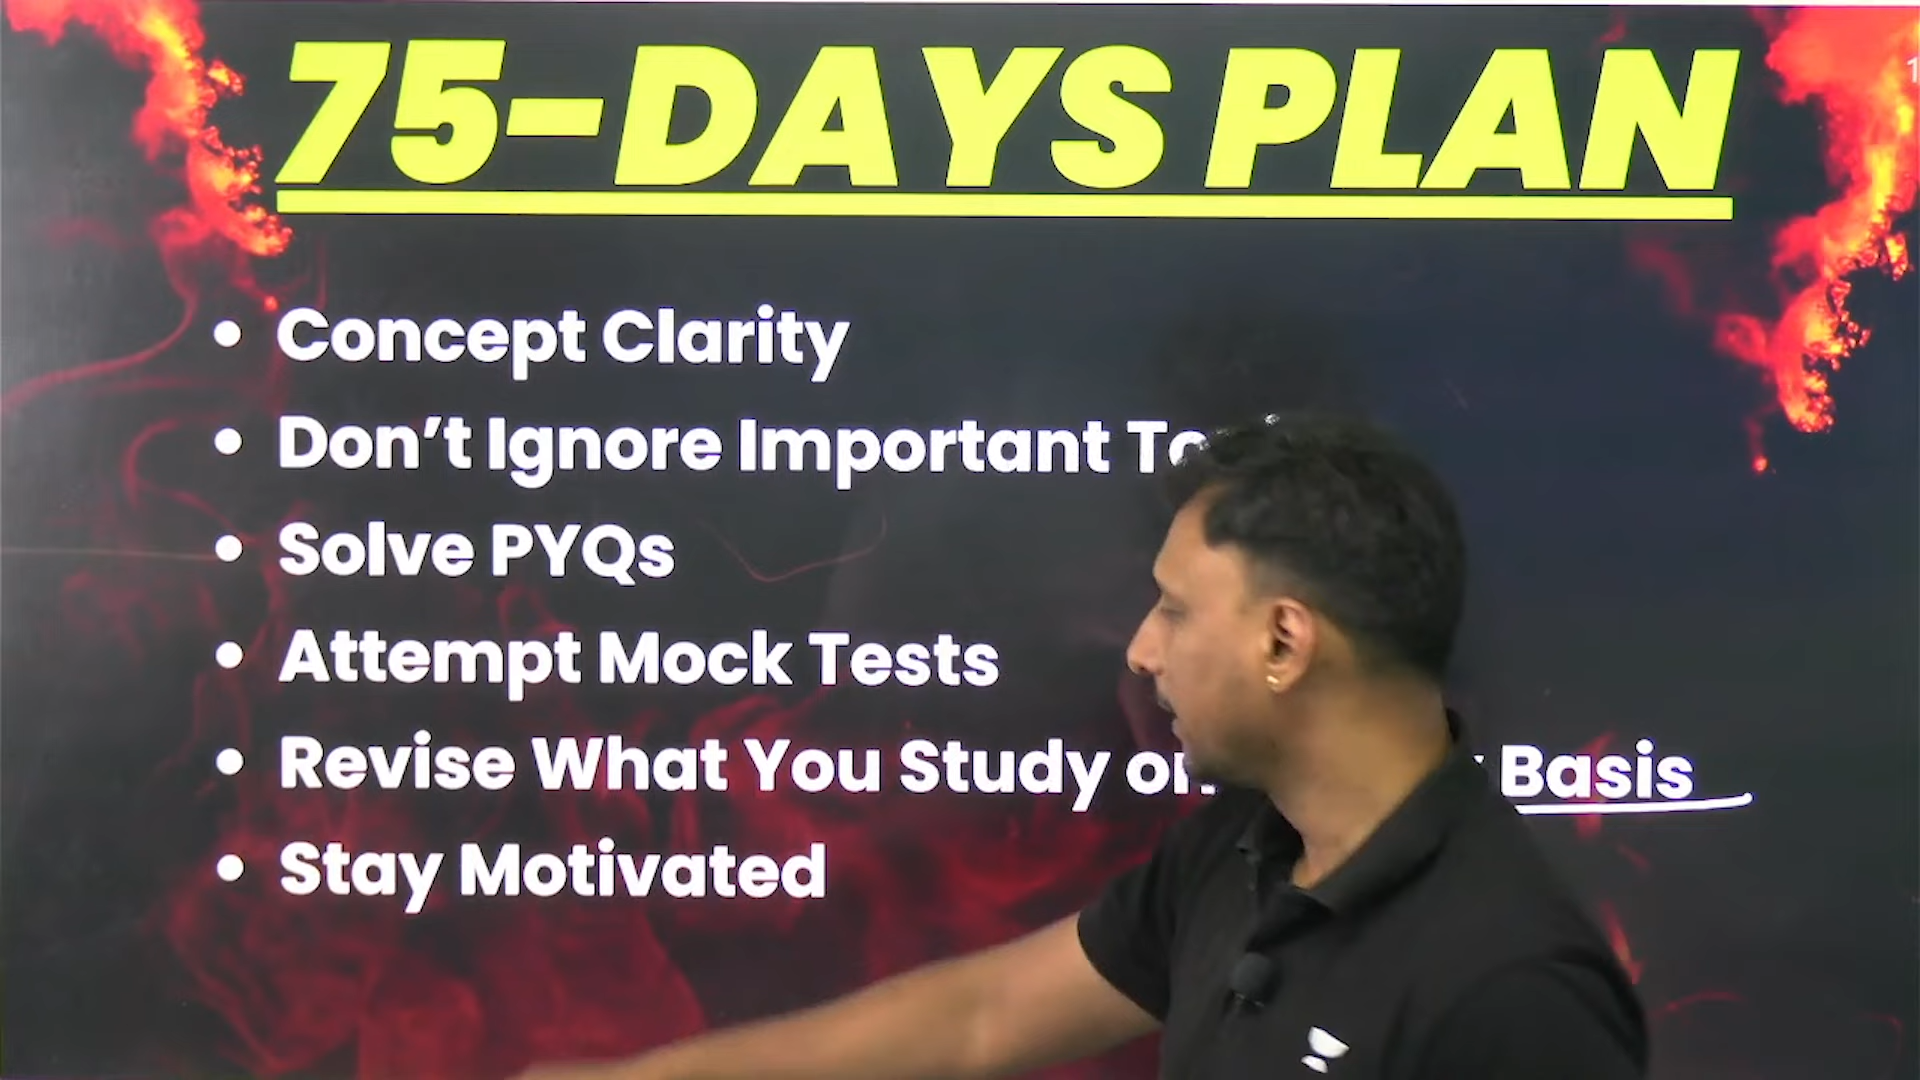 75-DAYS PLAN
• Concept Clarity
• Don’t Ignore Important
• Solve PYQs
• Attempt Mock Tests
• Revise What You Study Basis
• Stay Motivated